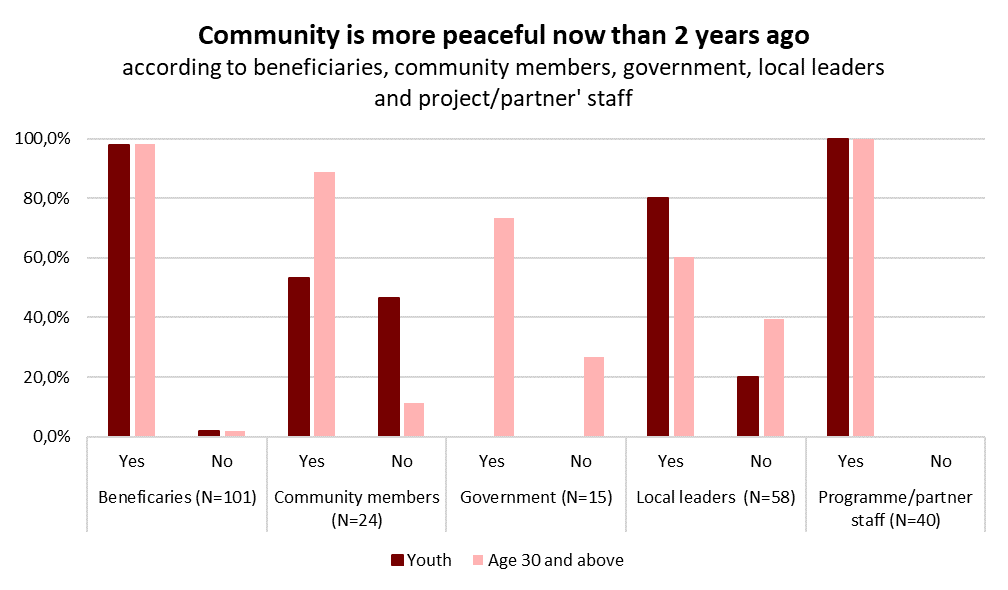 Community is more peaceful now than 2 years ago
according to beneficiaries, community members, government, local leaders
and project/partner' staff
100,0%
80,0%
60,0%
40,0%
20,0%
0,0%
Yes No Yes No Yes No Yes No Yes No
Beneficaries (N=101) Community members Government (N=15) Local leaders (N=58) Programme/partner
(N=24) staff (N=40)
Youth Age 30 and above